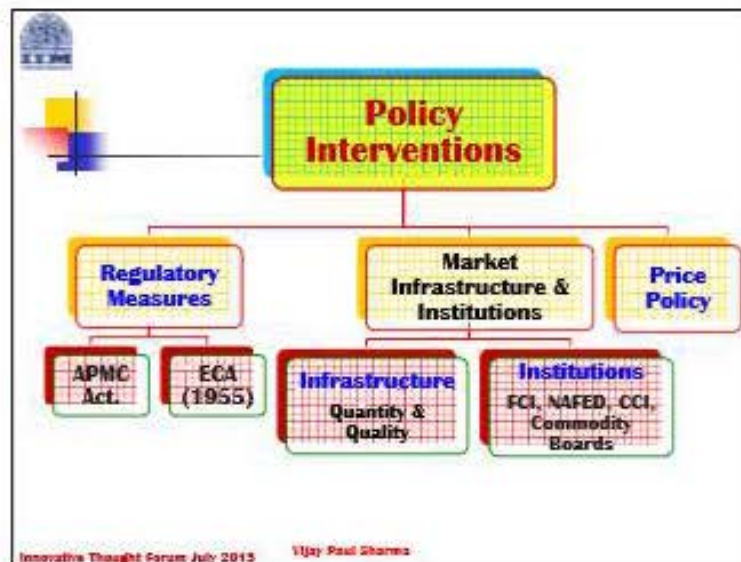 IIMA
Policy
Interventions
Regulatory
Measures
Market
Infrastructure &
Institutions
Price
Policy
APMC
Act.
ECA
(1955)
Infrastructure
Quantity &
Quality
Institutions
FCI, NAFED, CCI,
Commodity
Boards
Innovative Thought Forum July 2013
Vijay Paul Sharma